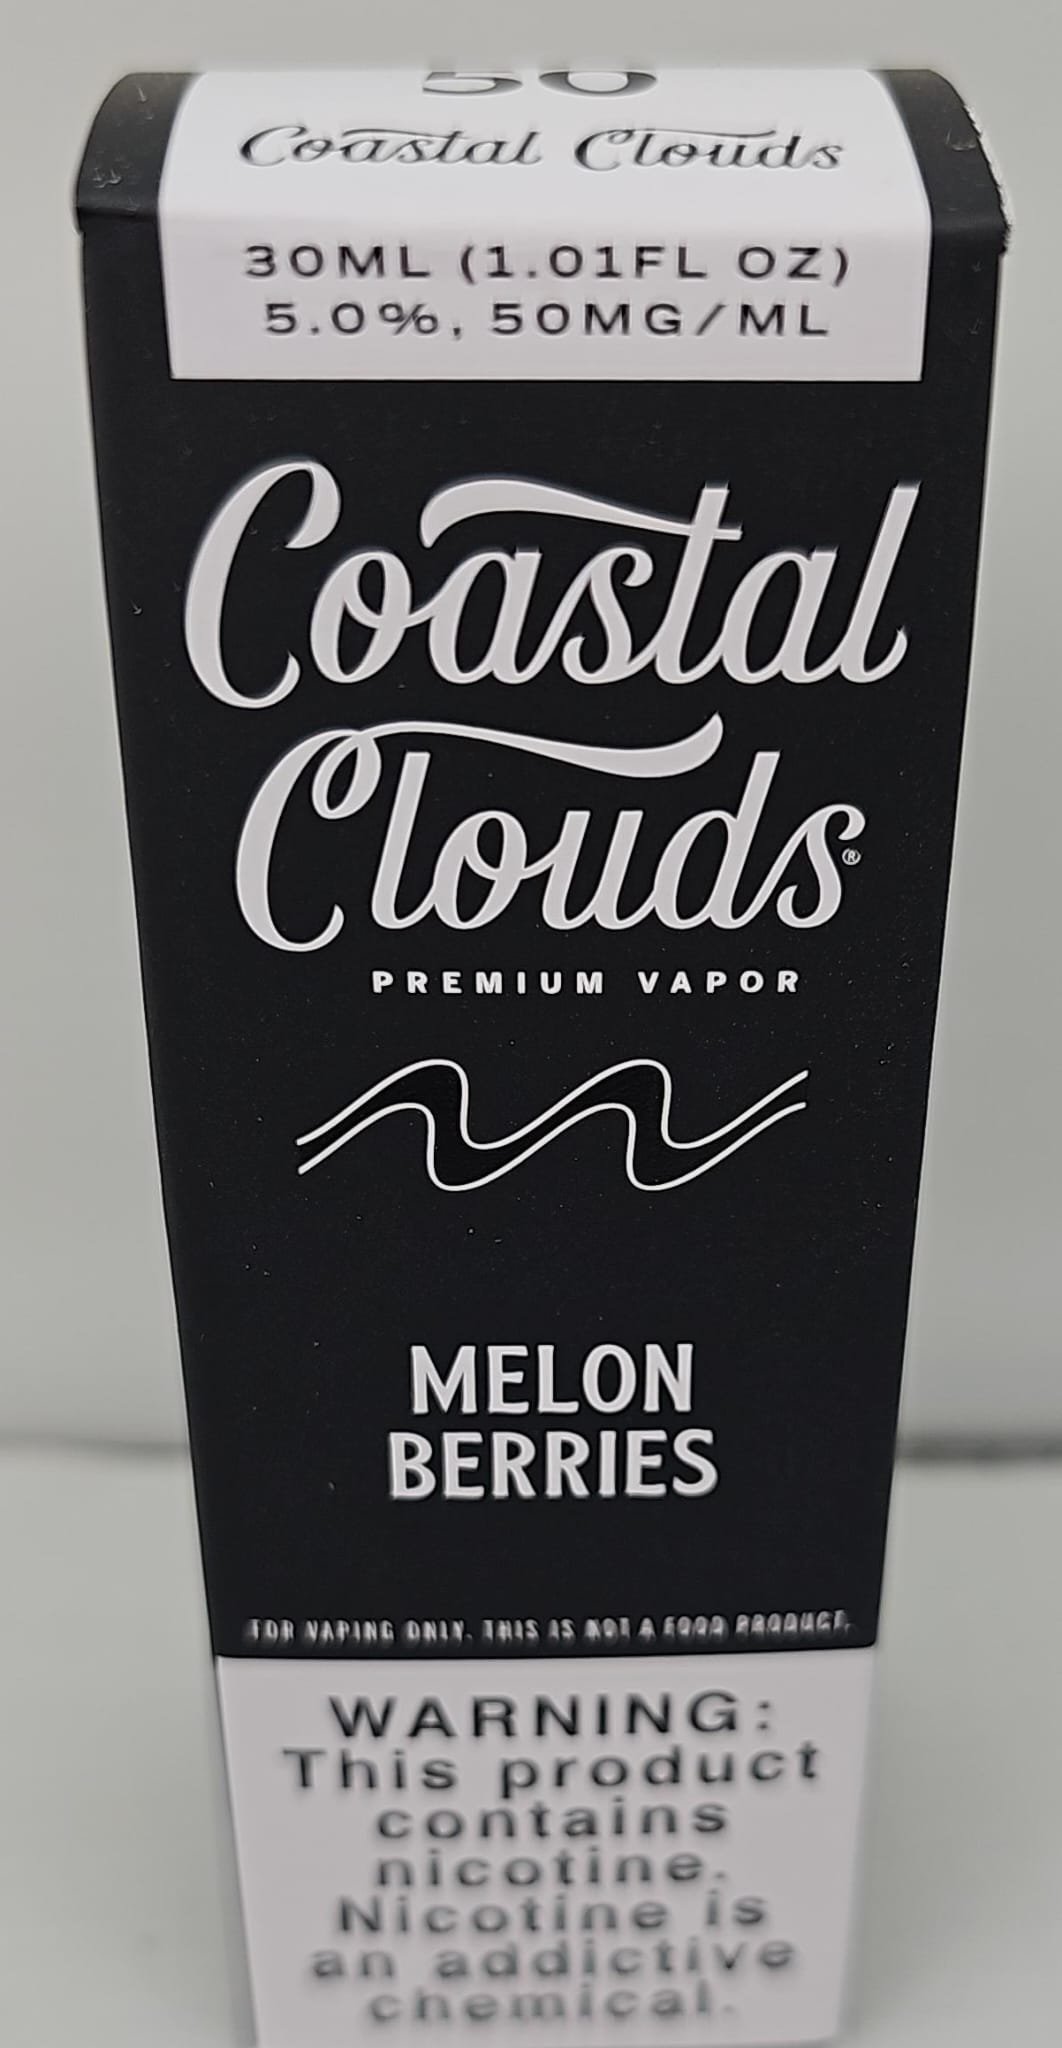 50
Coastal Clouds
30ML (1.01FL OZ)
5.0%, 50MG/ML
Coastal
Clouds®
PREMIUM VAPOR
MELON
BERRIES
FOR VAPING ONLY. THIS IS NOT A FOOD PRODUCT.
WARNING:
This product
contains
nicotine.
Nicotine is
an addictive
chemical.